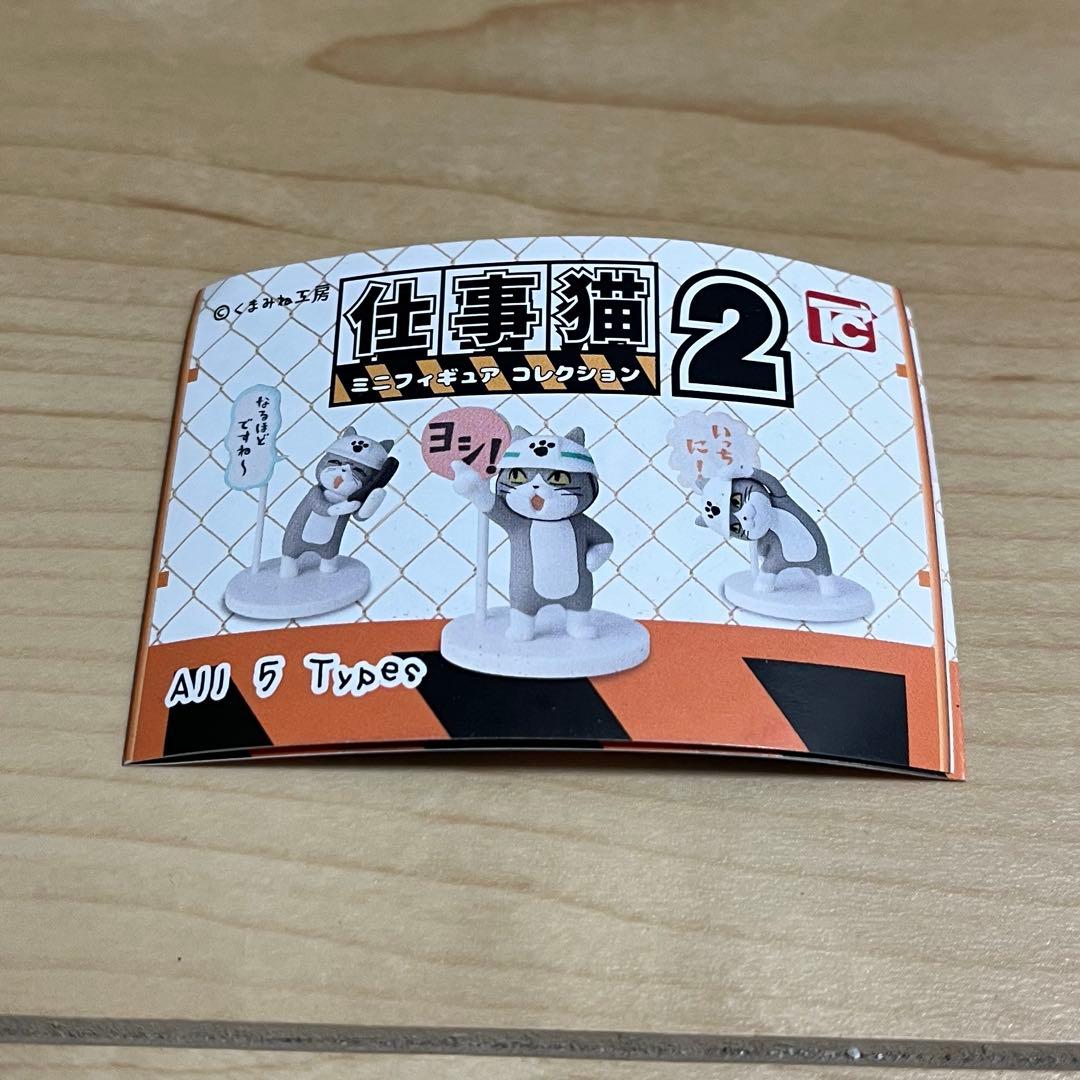 ©くまみね工房
仕事猫 2
ミニフィギュア コレクション
TC
なるほど
ですね〜
ヨシ!
いっち
に!
All 5 Types